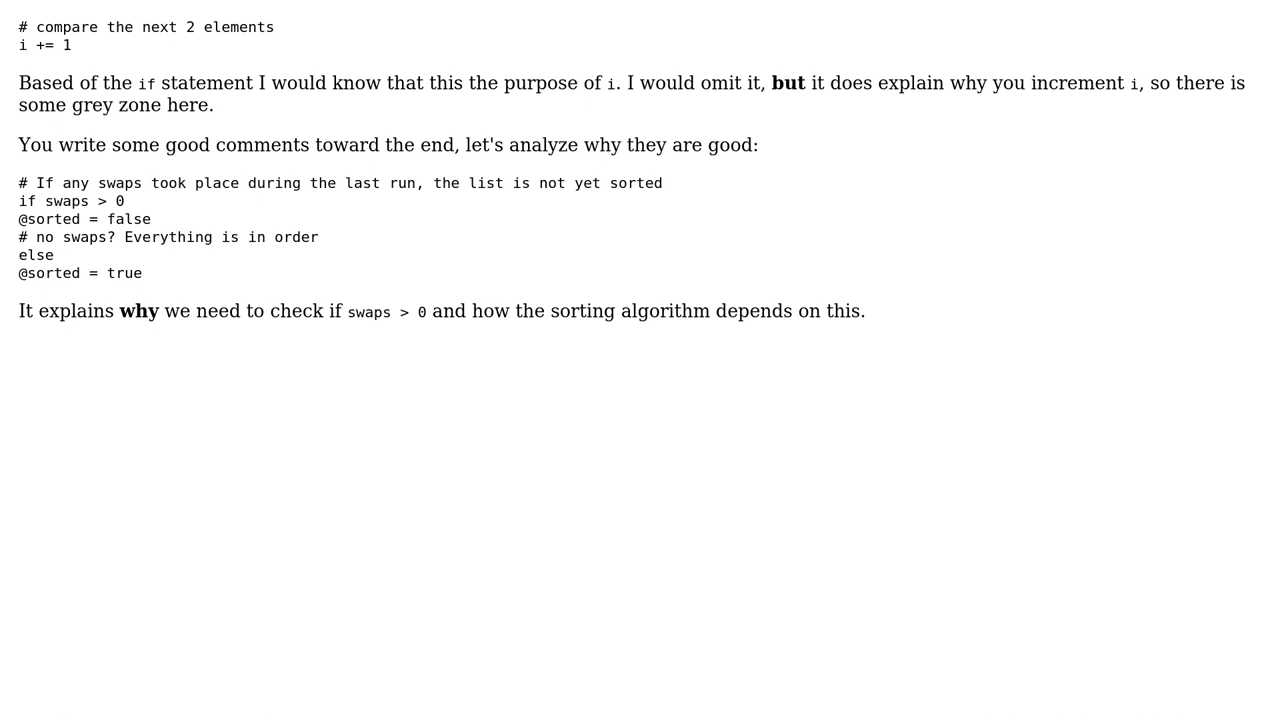 # compare the next 2 elements
i += 1
Based of the if statement I would know that this the purpose of i. I would omit it, but it does explain why you increment i, so there is
some grey zone here.
You write some good comments toward the end, let's analyze why they are good:
# If any swaps took place during the last run, the list is not yet sorted
if swaps > 0
@sorted = false
# no swaps? Everything is in order
else
@sorted = true
It explains why we need to check if swaps > 0 and how the sorting algorithm depends on this.